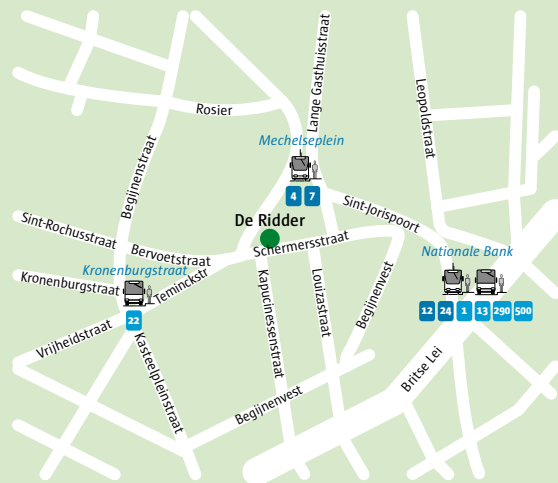 Lange Gasthuisstraat
Leopoldstraat
Rosier
Mechelseplein
Begijnenstraat
4 7
Sint-Jorispoort
De Ridder
Sint-Rochusstraat
Bervoetstraat
Schermersstraat
Nationale Bank
Kronenburgstraat
Kronenburgstraat
Teminckstr
12 24 1 13 290 500
22
Kapucinessenstraat
Louizastraat
Begijnenvest
Vrijheidstraat
Kasteelpleinstraat
Britse Lei
Begijnenvest